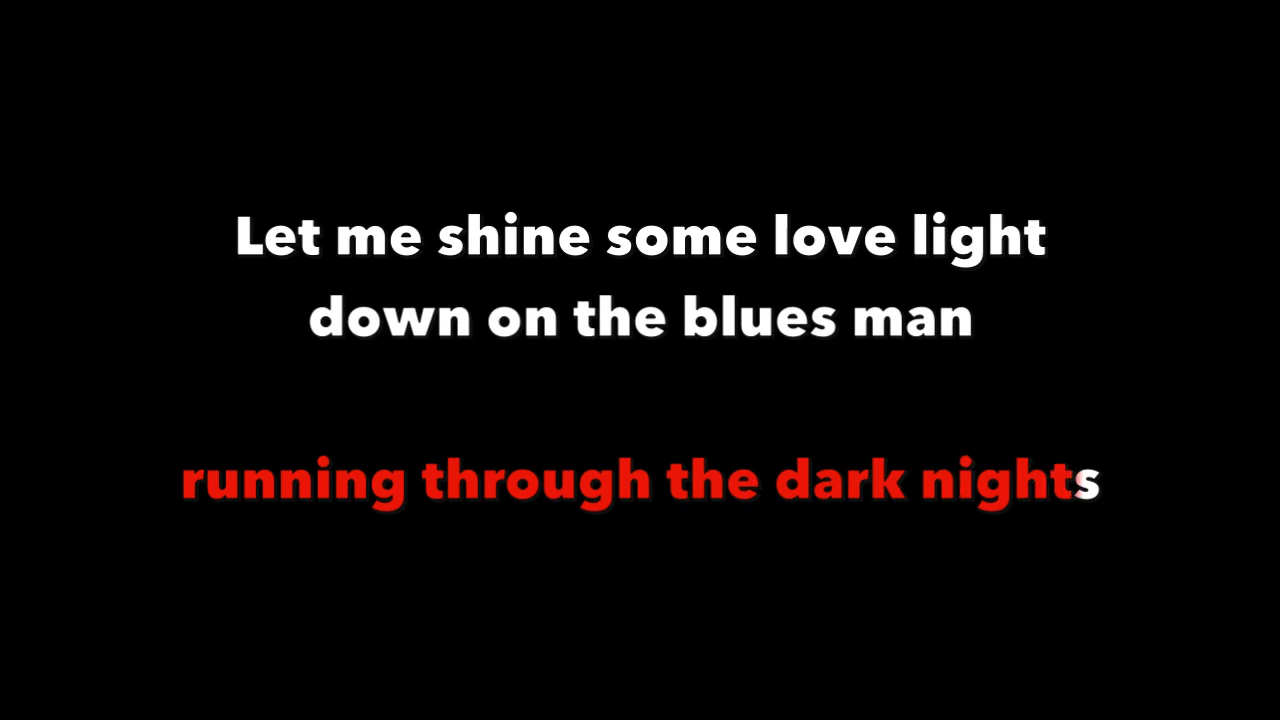 Let me shine some love light
down on the blues man
running through the dark nights